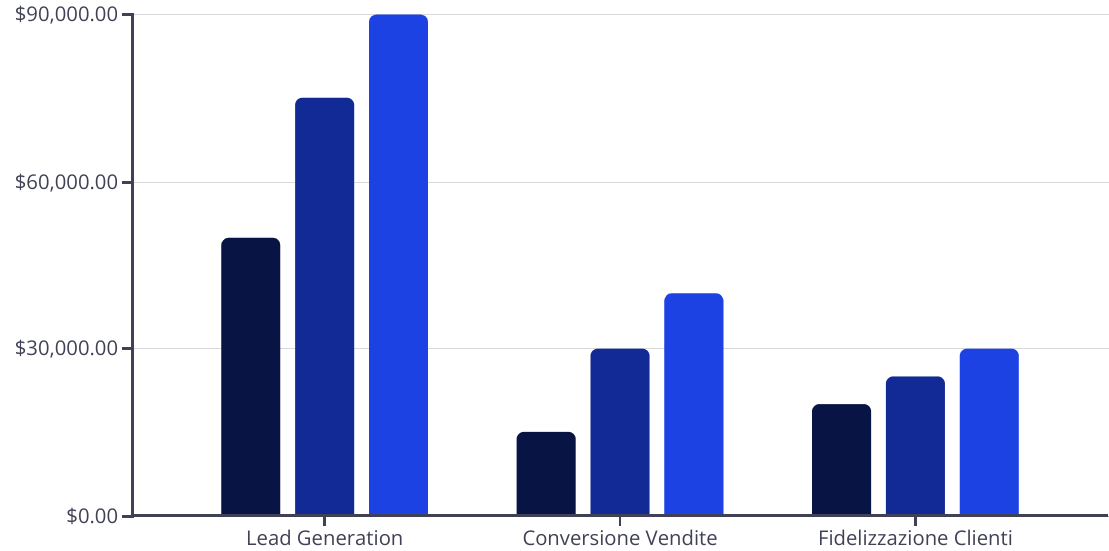 $90,000.00
$60,000.00
$30,000.00
$0.00
Lead Generation
Conversione Vendite
Fidelizzazione Clienti